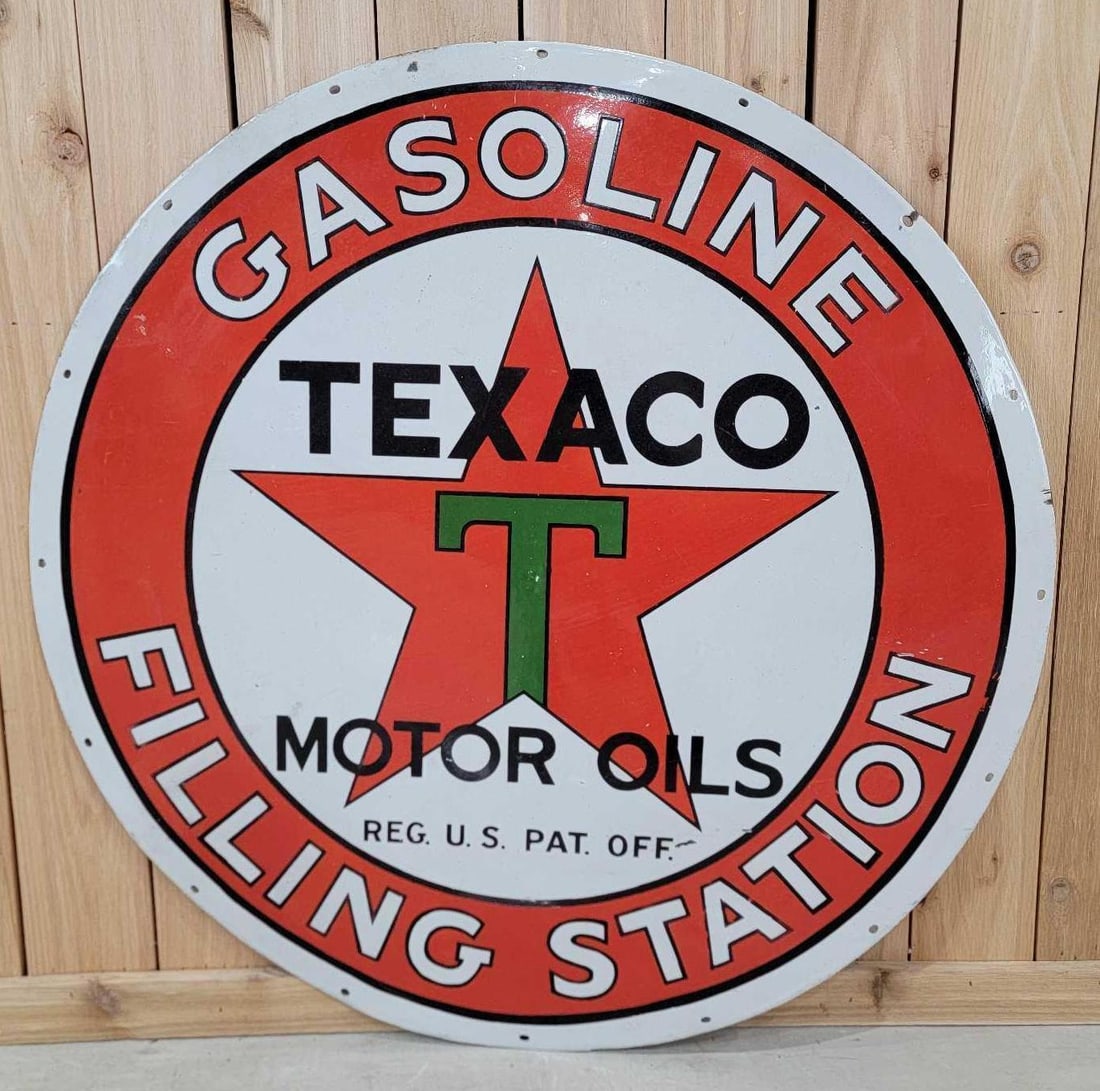 GASOLINE
TEXACO
T
MOTOR OILS
REG. U.S. PAT. OFF.
FILLING STATION